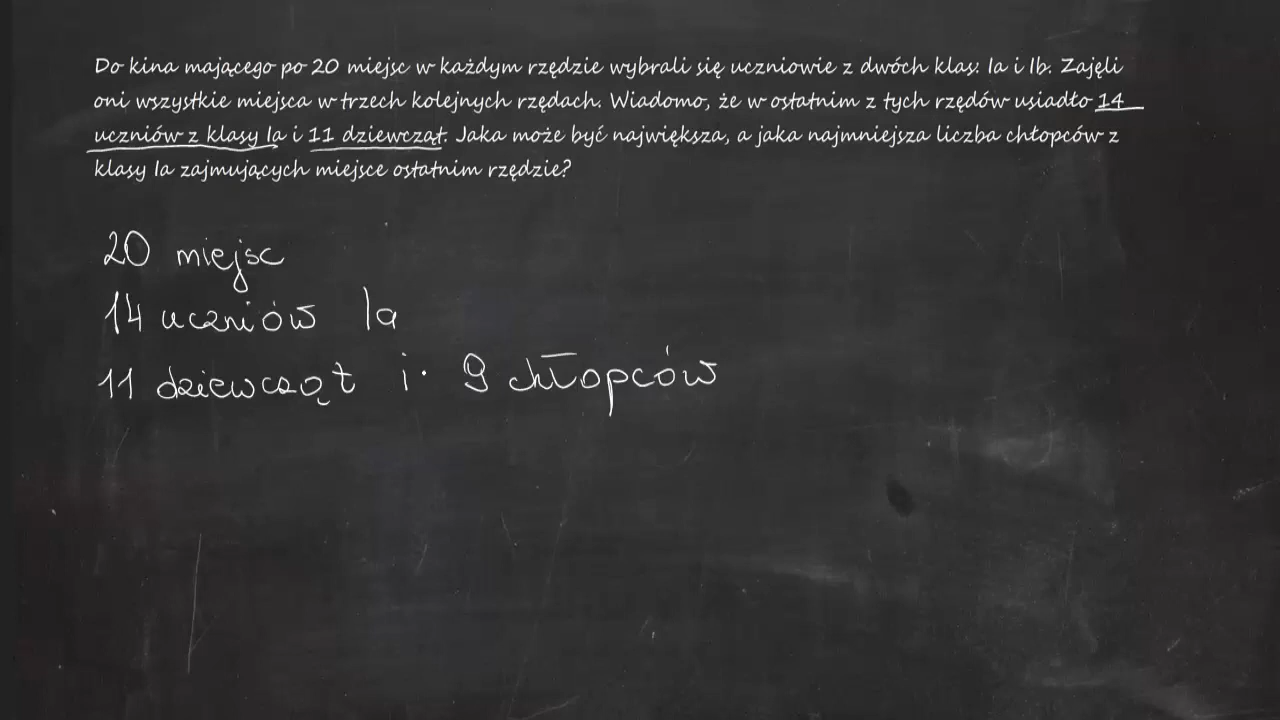 Do kina mającego po 20 miejsc w każdym rzędzie wybrali się uczniowie z dwóch klas: Ia i Ib. Zajęli
oni wszystkie miejsca w trzech kolejnych rzędach. Wiadomo, że w ostatnim z tych rzędów usiadło 14
uczniów z klasy Ia i 11 dziewcząt. Jaka może być największa, a jaka najmniejsza liczba chłopców z
klasy Ia zajmujących miejsce ostatnim rzędzie?
20 miejsc
14 uczniów Ia
11 dziewcząt i 9 chłopców